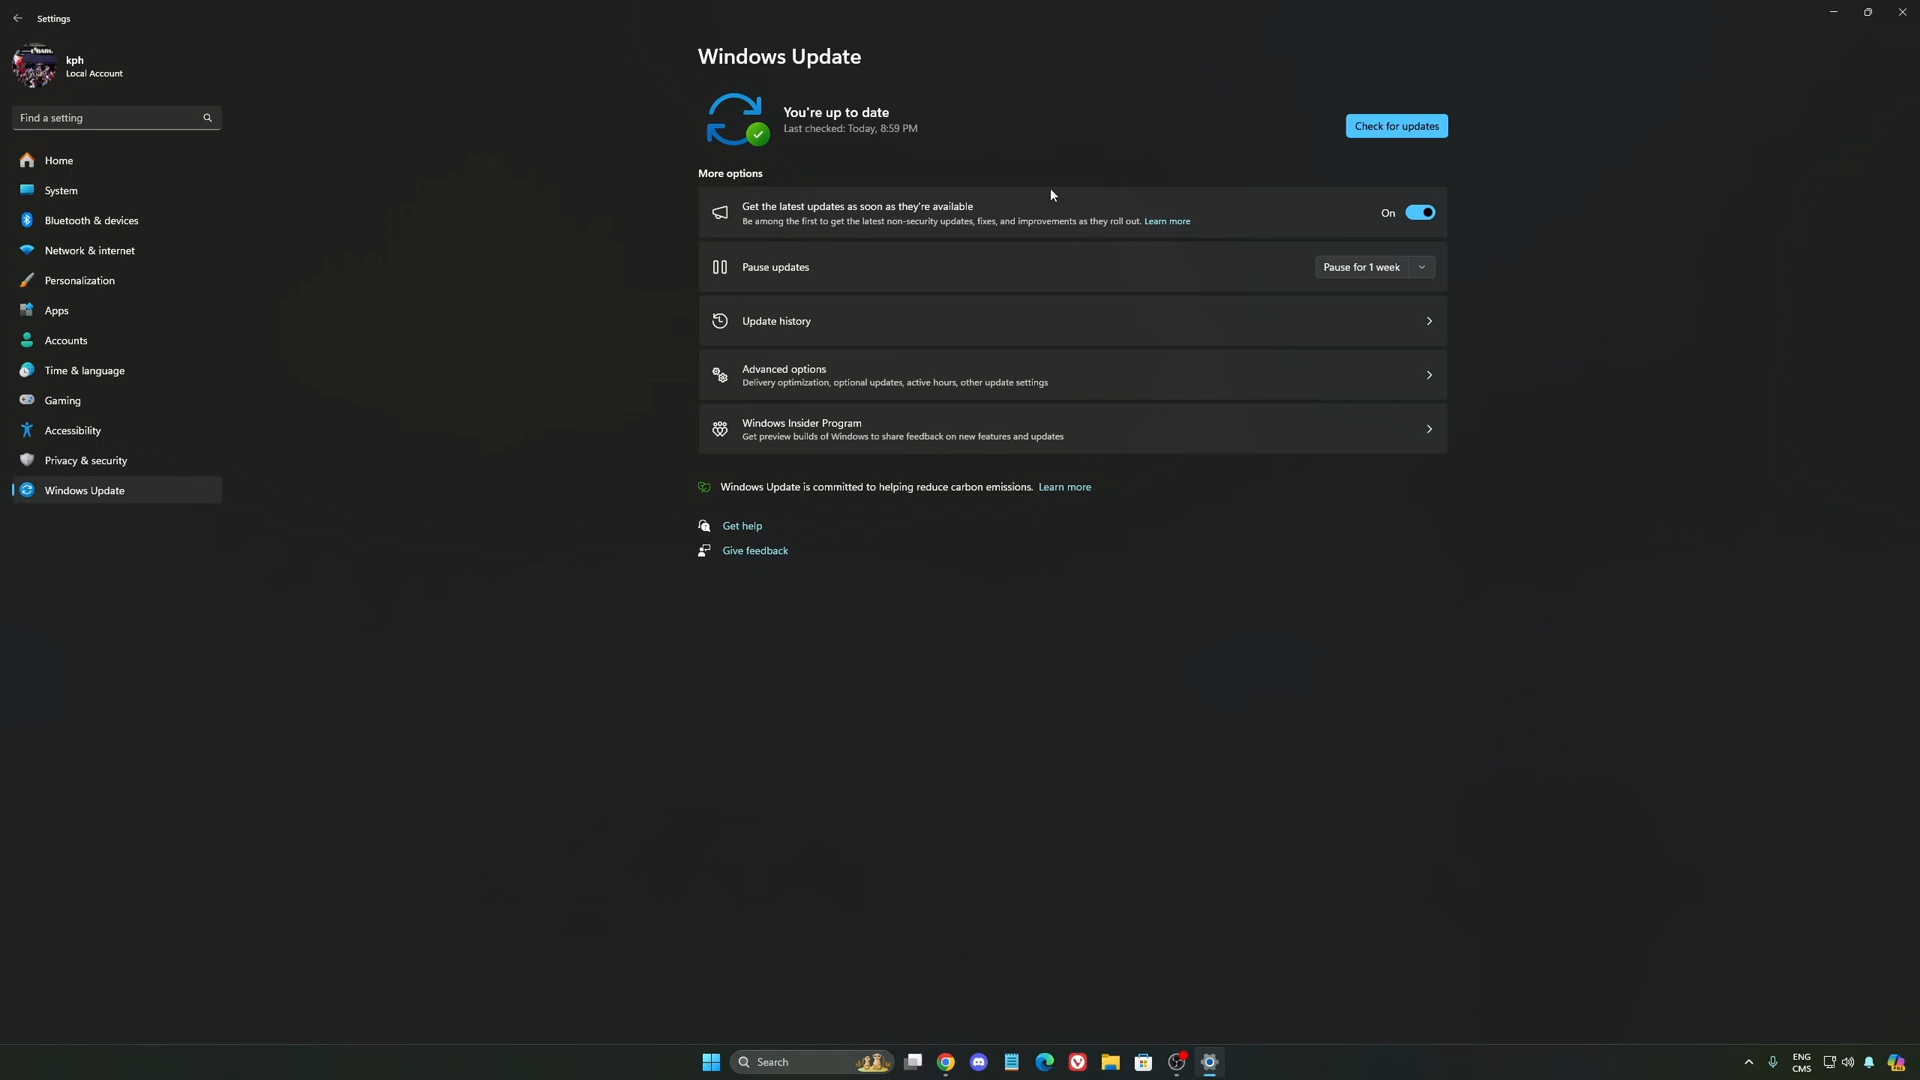 Settings
kph
Local Account
Find a setting
Home
System
Bluetooth & devices
Network & internet
Personalization
Apps
Accounts
Time & language
Gaming
Accessibility
Privacy & security
Windows Update
Windows Update
You're up to date
Last checked: Today, 8:59 PM
Check for updates
More options
Get the latest updates as soon as they're available
Be among the first to get the latest non-security updates, fixes, and improvements as they roll out. Learn more
On
Pause updates
Pause for 1 week
Update history
Advanced options
Delivery optimization, optional updates, active hours, other update settings
Windows Insider Program
Get preview builds of Windows to share feedback on new features and updates
Windows Update is committed to helping reduce carbon emissions. Learn more
Get help
Give feedback
Search
ENG
CMS